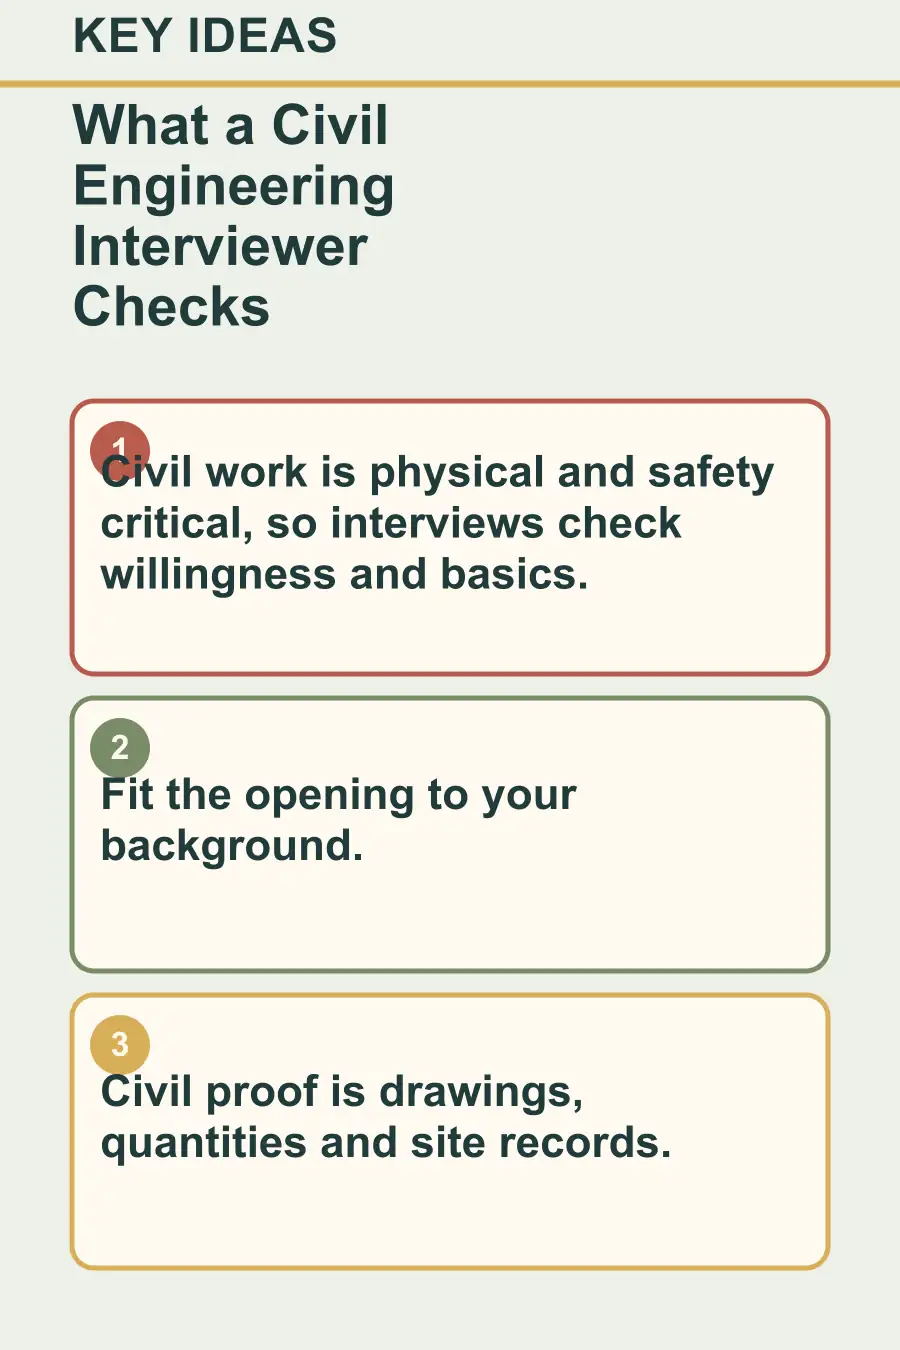 KEY IDEAS
What a Civil
Engineering
Interviewer
Checks
1
Civil work is physical and safety
critical, so interviews check
willingness and basics.
2
Fit the opening to your
background.
3
Civil proof is drawings,
quantities and site records.